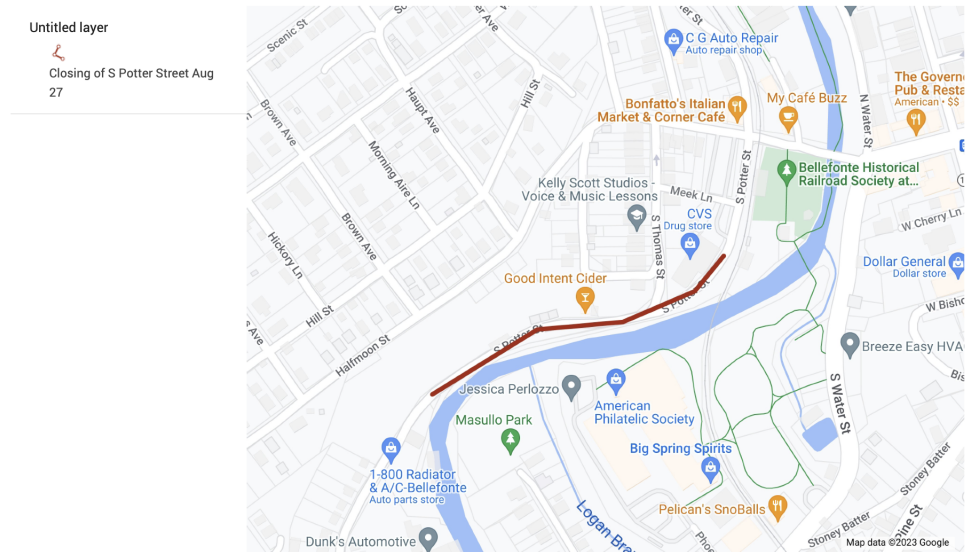 Untitled layer
Closing of S Potter Street Aug
27
Scenic St
C G Auto Repair
Auto repair shop
The Govern
Pub & Resta
American · $$
Bonfatto's Italian
Market & Corner Café
My Café Buzz
N Water St
Hill St
Haupt Ave
Brown Ave
Morning Aire Ln
S Potter St
Bellefonte Historical
Railroad Society at...
Kelly Scott Studios -
Voice & Music Lessons
Meek Ln
CVS
Drug store
S Thomas St
W Cherry Ln
Brown Ave
Hickory Ln
Dollar General
Dollar store
Good Intent Cider
S Potter St
W Bisho
Hill St
s Ave
Halfmoon St
S Potter St
Breeze Easy HVA
Bis
Jessica Perlozzo
American
Philatelic Society
S Water St
Masullo Park
Big Spring Spirits
1-800 Radiator
& A/C-Bellefonte
Auto parts store
Stoney Batter
Pelican's SnoBalls
Logan Bra
Pine St
Stoney Batter
Phoe
Dunk's Automotive
Map data ©2023 Google